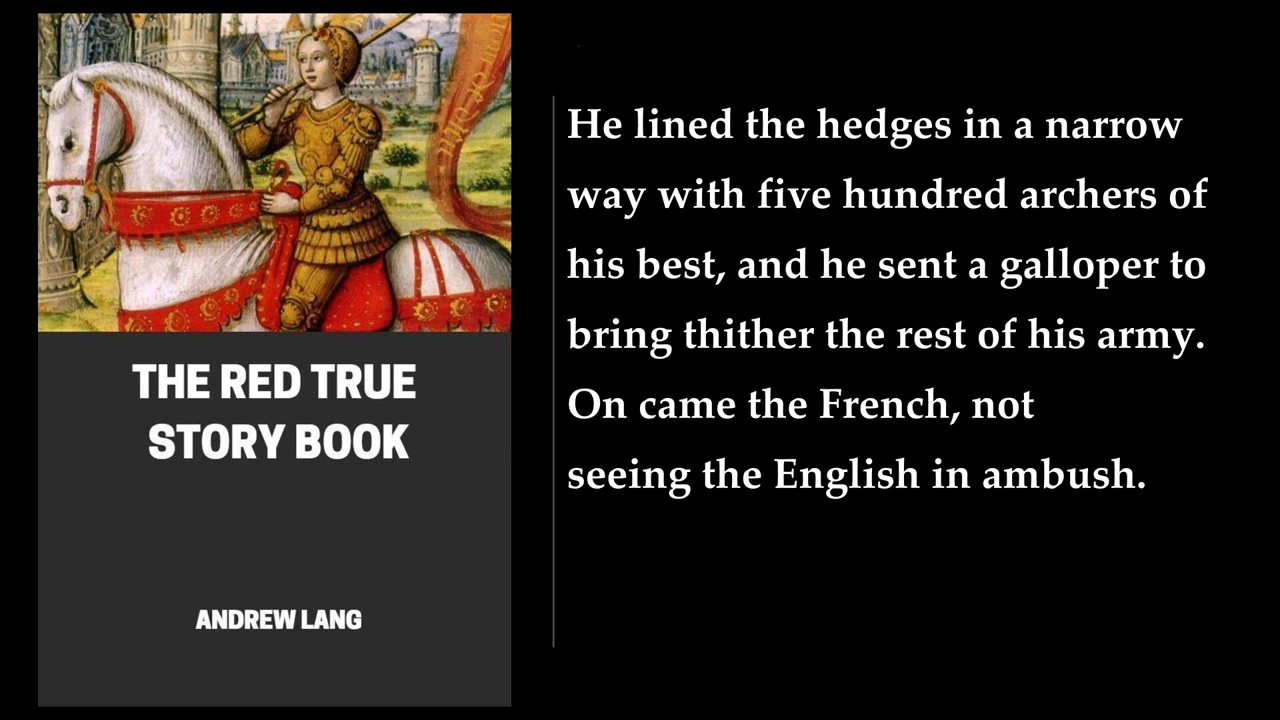 THE RED TRUE
STORY BOOK
ANDREW LANG
He lined the hedges in a narrow
way with five hundred archers of
his best, and he sent a galloper to
bring thither the rest of his army.
On came the French, not
seeing the English in ambush.